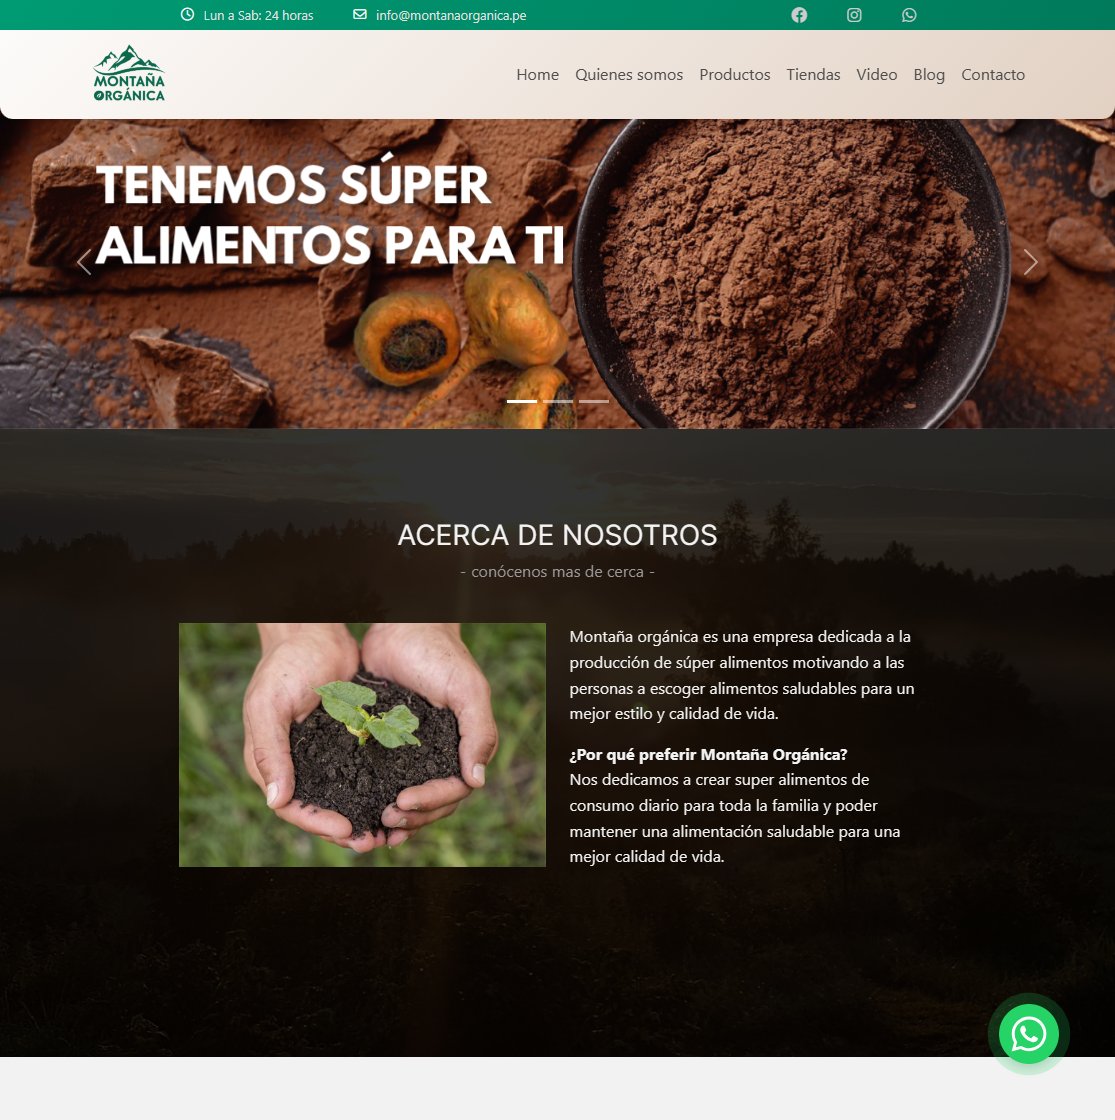 Lun a Sab: 24 horas
info@montanaorganica.pe
MONTAÑA
ORGÁNICA
Home
Quienes somos
Productos
Tiendas
Video
Blog
Contacto
TENEMOS SÚPER
ALIMENTOS PARA TI
ACERCA DE NOSOTROS
- conócenos mas de cerca -
Montaña orgánica es una empresa dedicada a la
producción de súper alimentos motivando a las
personas a escoger alimentos saludables para un
mejor estilo y calidad de vida.
¿Por qué preferir Montaña Orgánica?
Nos dedicamos a crear super alimentos de
consumo diario para toda la familia y poder
mantener una alimentación saludable para una
mejor calidad de vida.